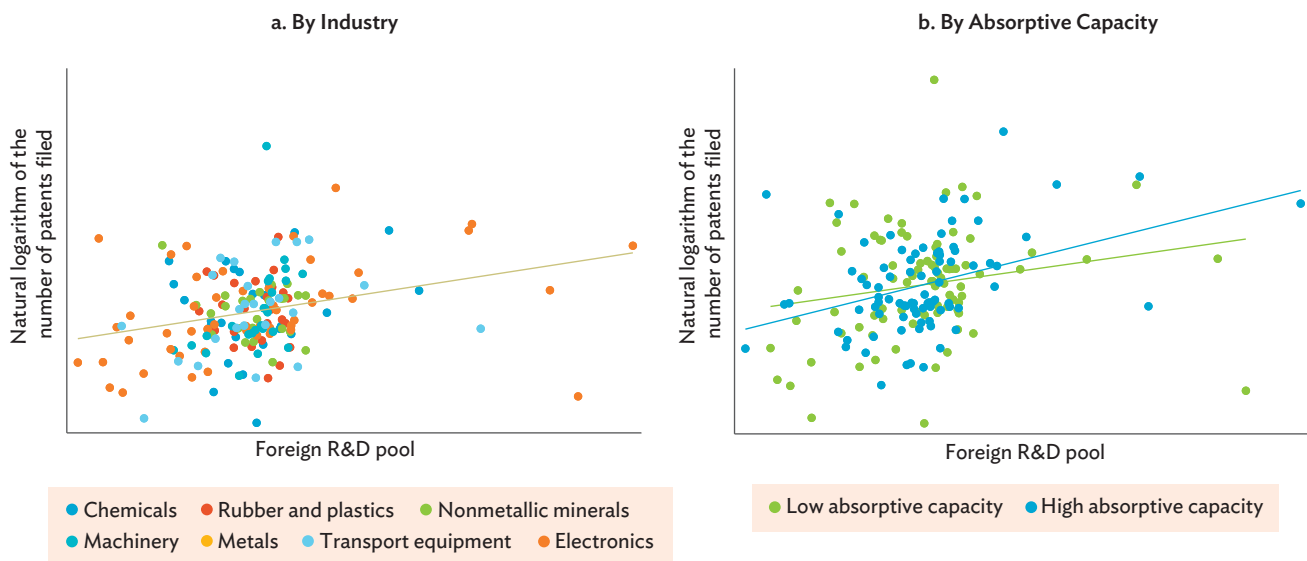 a. By Industry
Natural logarithm of the
number of patents filed
Foreign R&D pool
Chemicals Rubber and plastics Nonmetallic minerals
Machinery Metals Transport equipment Electronics
b. By Absorptive Capacity
Natural logarithm of the
number of patents filed
Foreign R&D pool
Low absorptive capacity High absorptive capacity